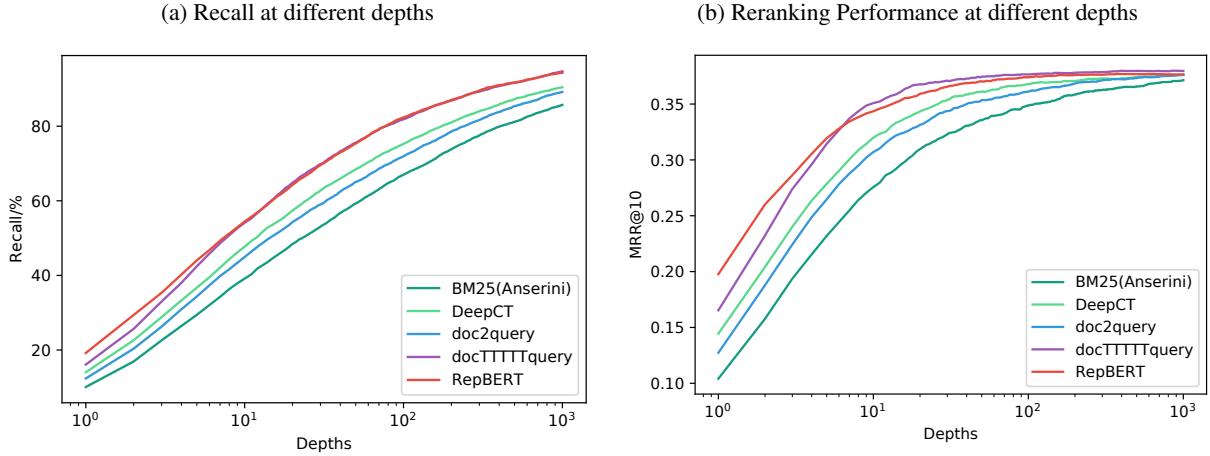 (a) Recall at different depths
80
60
40
20
Recall/%
10^0
10^1
10^2
10^3
Depths
BM25(Anserini)
DeepCT
doc2query
docTTTTTquery
RepBERT
(b) Reranking Performance at different depths
0.35
0.30
0.25
0.20
0.15
0.10
MRR@10
10^0
10^1
10^2
10^3
Depths
BM25(Anserini)
DeepCT
doc2query
docTTTTTquery
RepBERT